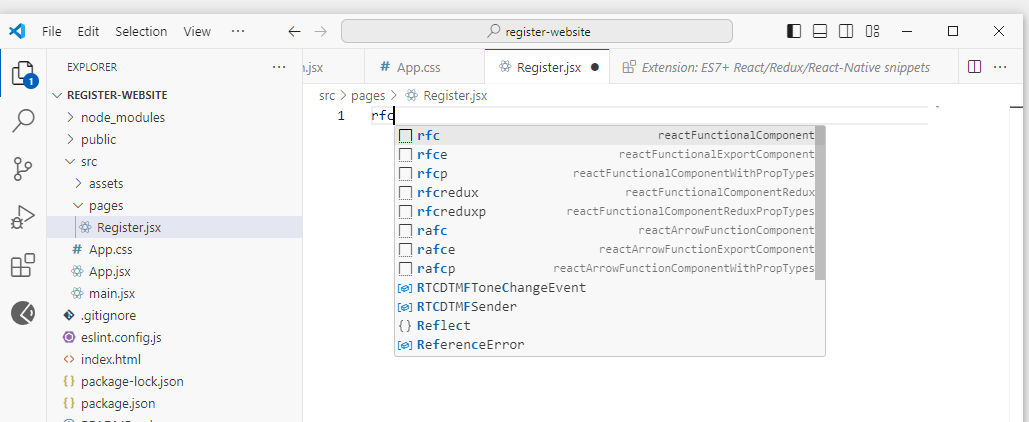 File Edit Selection View ··· register-website
1
EXPLORER ···
REGISTER-WEBSITE
node_modules
public
src
assets
pages
Register.jsx
App.css
App.jsx
main.jsx
.gitignore
eslint.config.js
index.html
package-lock.json
package.json
n.jsx # App.css Register.jsx Extension: ES7+ React/Redux/React-Native snippets ···
src > pages > Register.jsx
1 rfc
rfc reactFunctionalComponent
rfce reactFunctionalExportComponent
rfcp reactFunctionalComponentWithPropTypes
rfcredux reactFunctionalComponentRedux
rfcreduxp reactFunctionalComponentReduxPropTypes
rafc reactArrowFunctionComponent
rafce reactArrowFunctionExportComponent
rafcp reactArrowFunctionComponentWithPropTypes
RTCDTMFToneChangeEvent
RTCDTMFSender
{} Reflect
ReferenceError